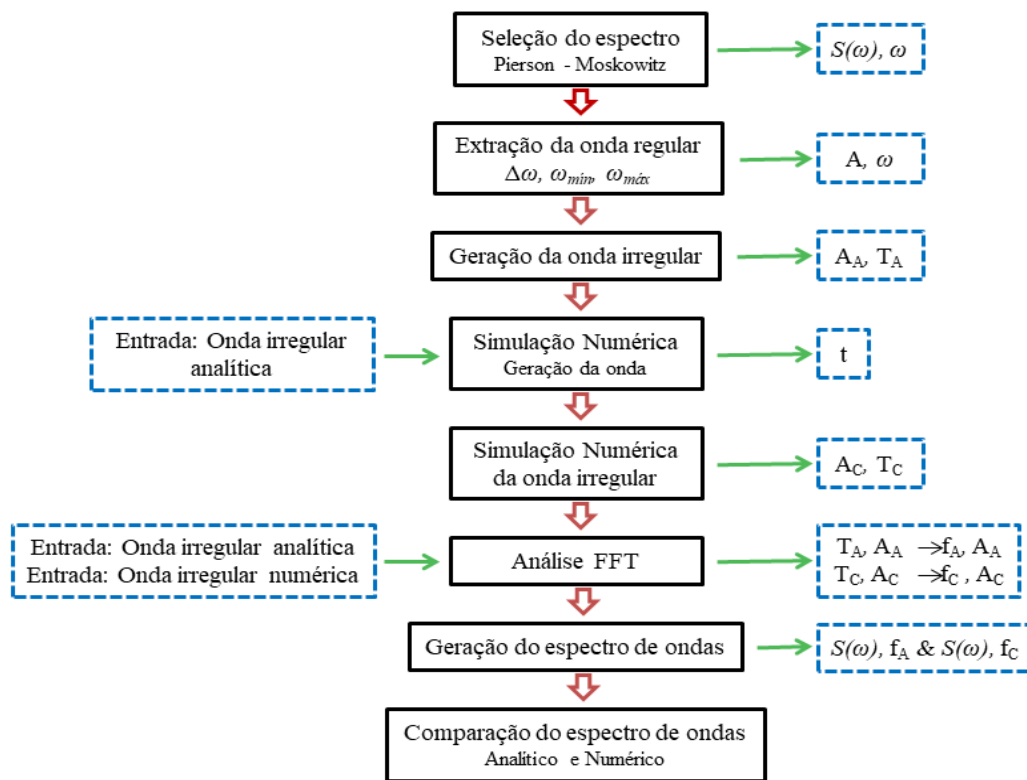 Seleção do espectro
Pierson - Moskowitz
S(ω), ω
Extração da onda regular
Δω, ωmín, ωmáx
A, ω
Geração da onda irregular
AA, TA
Entrada: Onda irregular
analítica
Simulação Numérica
Geração da onda
t
Simulação Numérica
da onda irregular
AC, TC
Entrada: Onda irregular analítica
Entrada: Onda irregular numérica
Análise FFT
TA, AA →fA, AA
TC, AC →fC , AC
Geração do espectro de ondas
S(ω), fA & S(ω), fC
Comparação do espectro de ondas
Analítico e Numérico